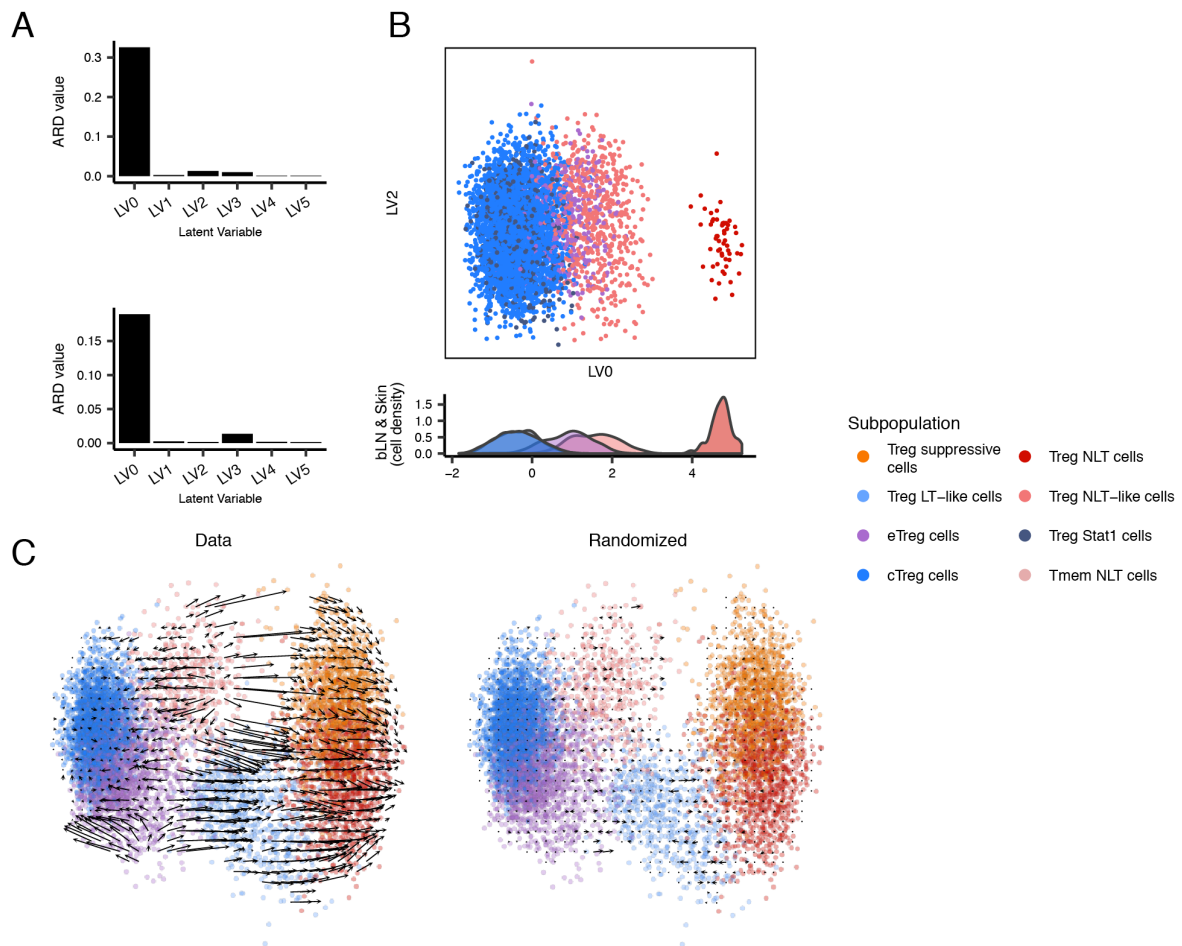 A
0.3
0.2
0.1
0.0
ARD value
LV0 LV1 LV2 LV3 LV4 LV5
Latent Variable
0.15
0.10
0.05
0.00
ARD value
LV0 LV1 LV2 LV3 LV4 LV5
Latent Variable
B
LV2
LV0
bLN & Skin
(cell density)
1.5
1.0
0.5
0.0
−2 0 2 4
Subpopulation
Treg suppressive
cells
Treg LT−like cells
eTreg cells
cTreg cells
Treg NLT cells
Treg NLT−like cells
Treg Stat1 cells
Tmem NLT cells
C
Data
Randomized